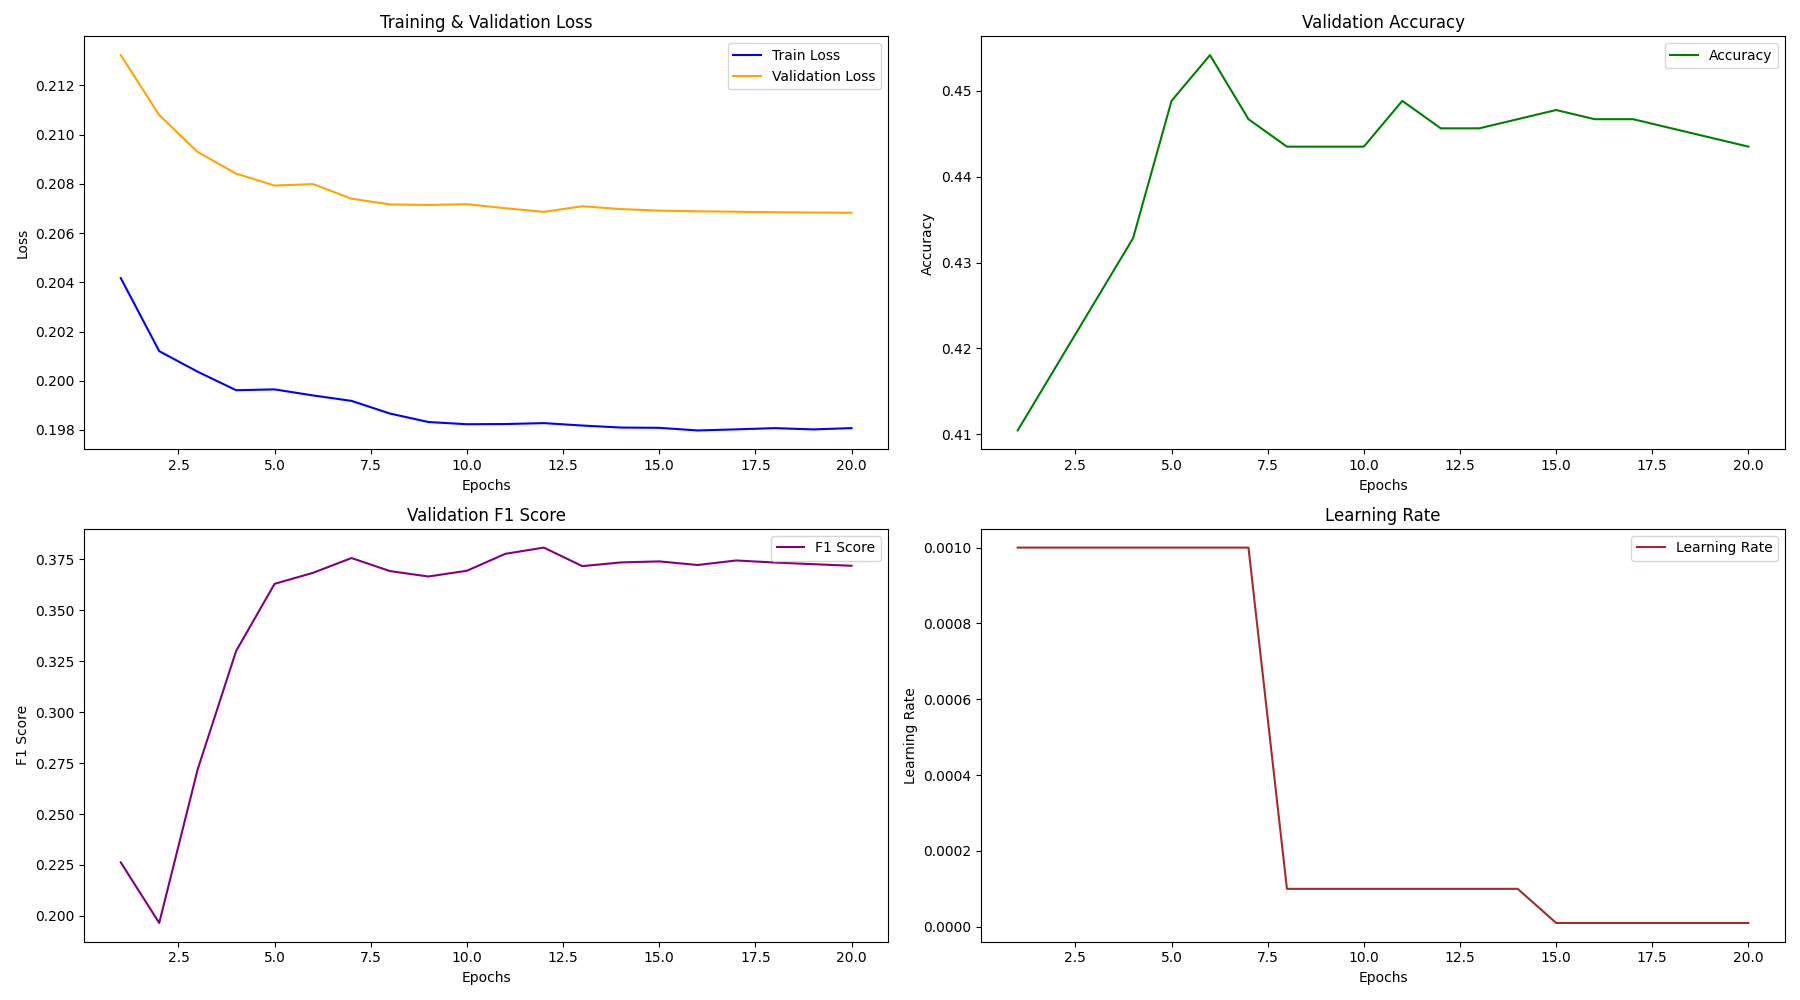 Training & Validation Loss
Train Loss
Validation Loss
0.212
0.210
0.208
0.206
0.204
0.202
0.200
0.198
Loss
2.5 5.0 7.5 10.0 12.5 15.0 17.5 20.0
Epochs
Validation Accuracy
Accuracy
0.45
0.44
0.43
0.42
0.41
Accuracy
2.5 5.0 7.5 10.0 12.5 15.0 17.5 20.0
Epochs
Validation F1 Score
F1 Score
0.375
0.350
0.325
0.300
0.275
0.250
0.225
0.200
F1 Score
2.5 5.0 7.5 10.0 12.5 15.0 17.5 20.0
Epochs
Learning Rate
Learning Rate
0.0010
0.0008
0.0006
0.0004
0.0002
0.0000
Learning Rate
2.5 5.0 7.5 10.0 12.5 15.0 17.5 20.0
Epochs